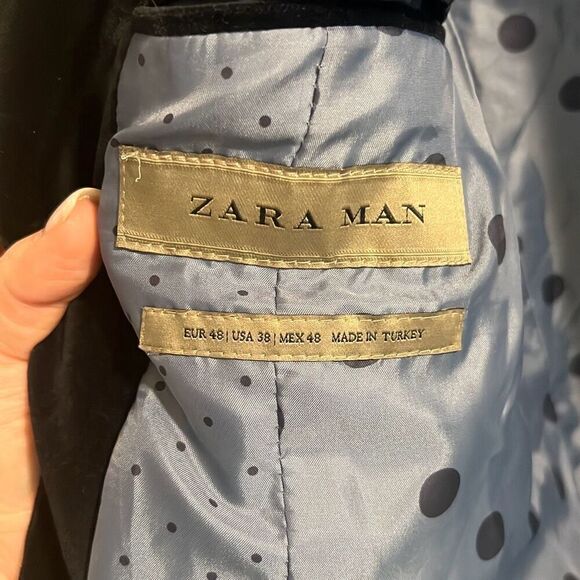 ZARA MAN
EUR 48 | USA 38 | MEX 48 MADE IN TURKEY